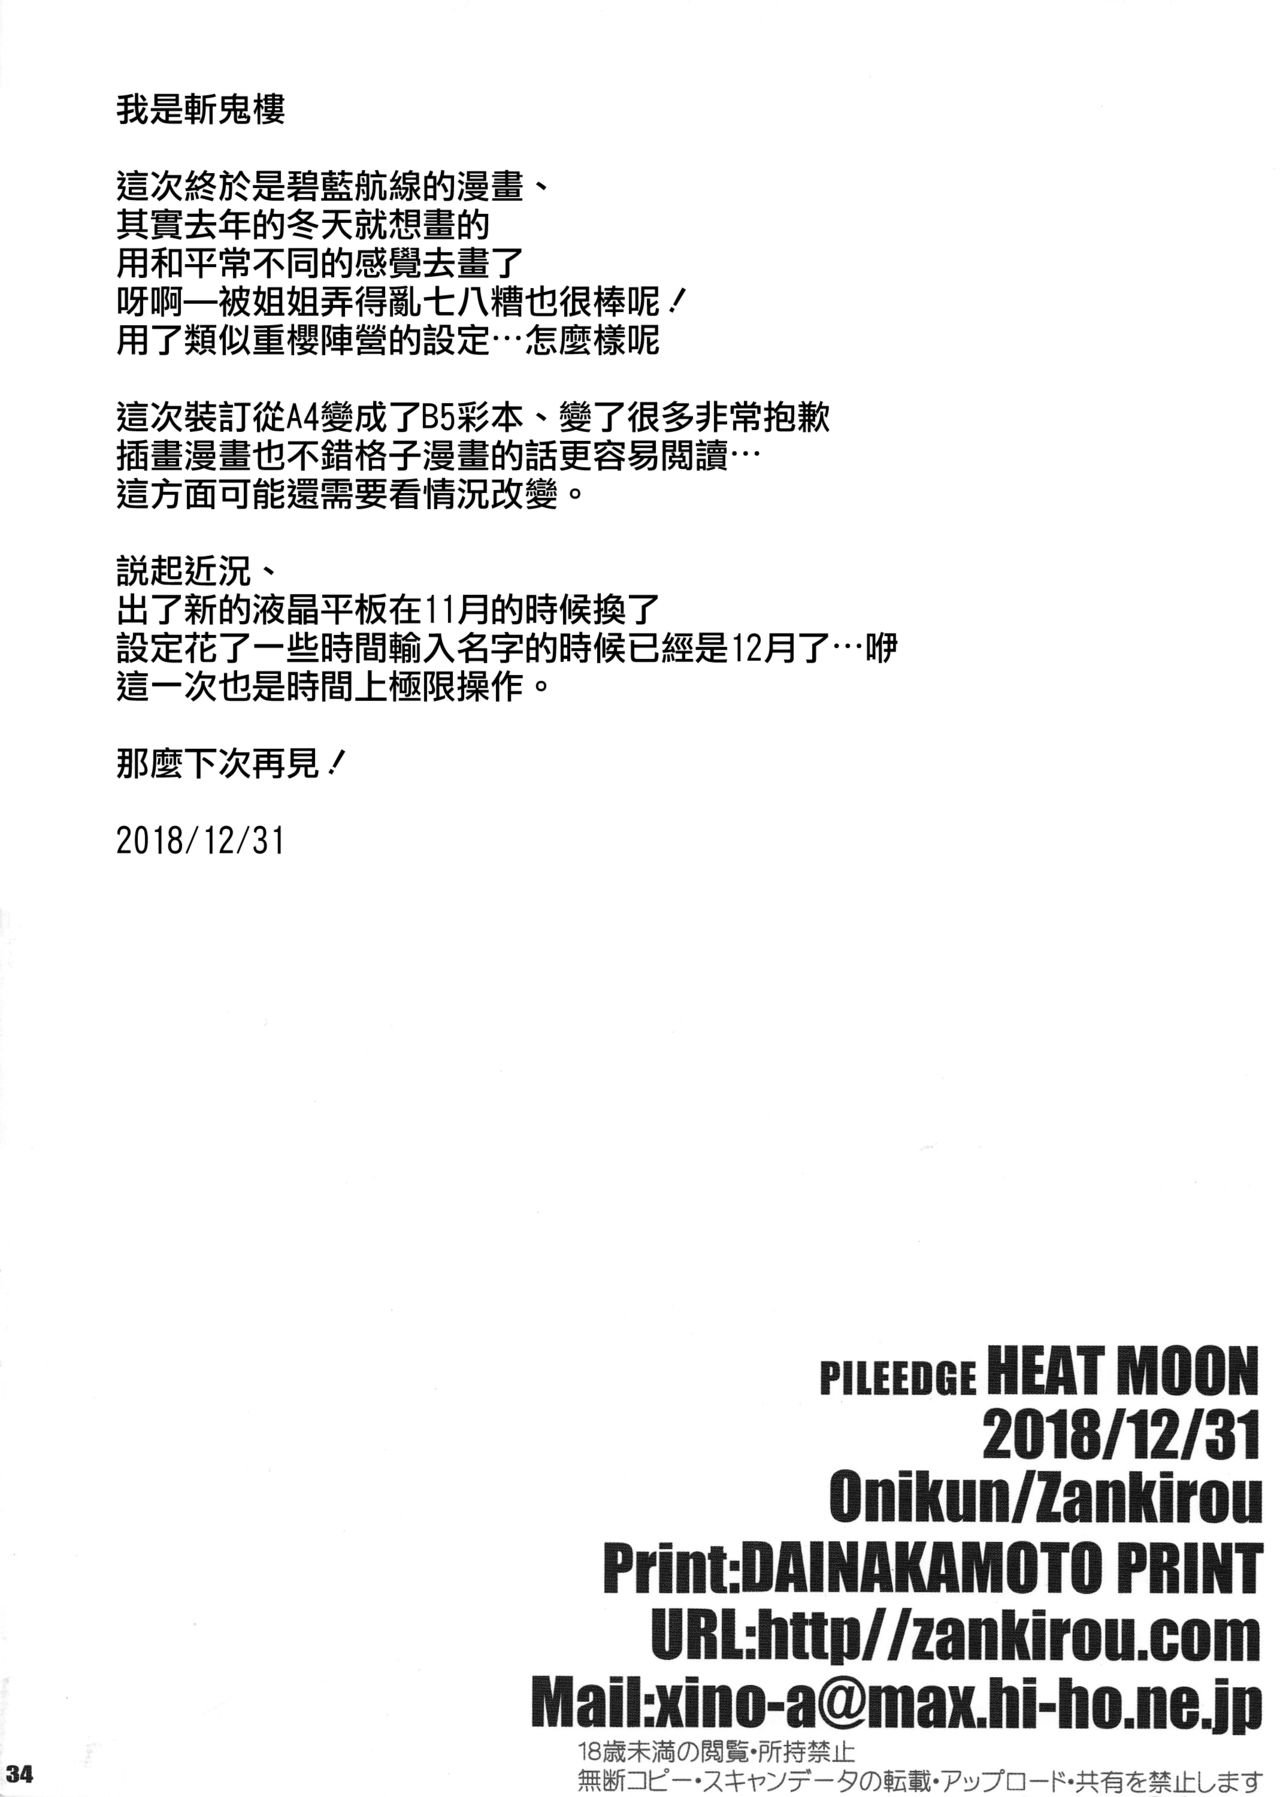 我是斬鬼樓
這次終於是碧藍航線的漫畫、
其實去年的冬天就想畫的
用和平常不同的感覺去畫了
呀啊—被姐姐弄得亂七八糟也很棒呢！
用了類似重櫻陣營的設定…怎麼樣呢
這次裝訂從A4變成了B5彩本、變了很多非常抱歉
插畫漫畫也不錯格子漫畫的話更容易閱讀…
這方面可能還需要看情況改變。
説起近況、
出了新的液晶平板在11月的時候換了
設定花了一些時間輸入名字的時候已經是12月了…咿
這一次也是時間上極限操作。
那麼下次再見！
2018/12/31
PILEEDGE HEAT MOON
2018/12/31
Onikun/Zankirou
Print:DAINAKAMOTO PRINT
URL:http//zankirou.com
Mail:xino-a@max.hi-ho.ne.jp
18歳未満の閲覧・所持禁止
無断コピー・スキャンデータの転載・アップロード・共有を禁止します
34